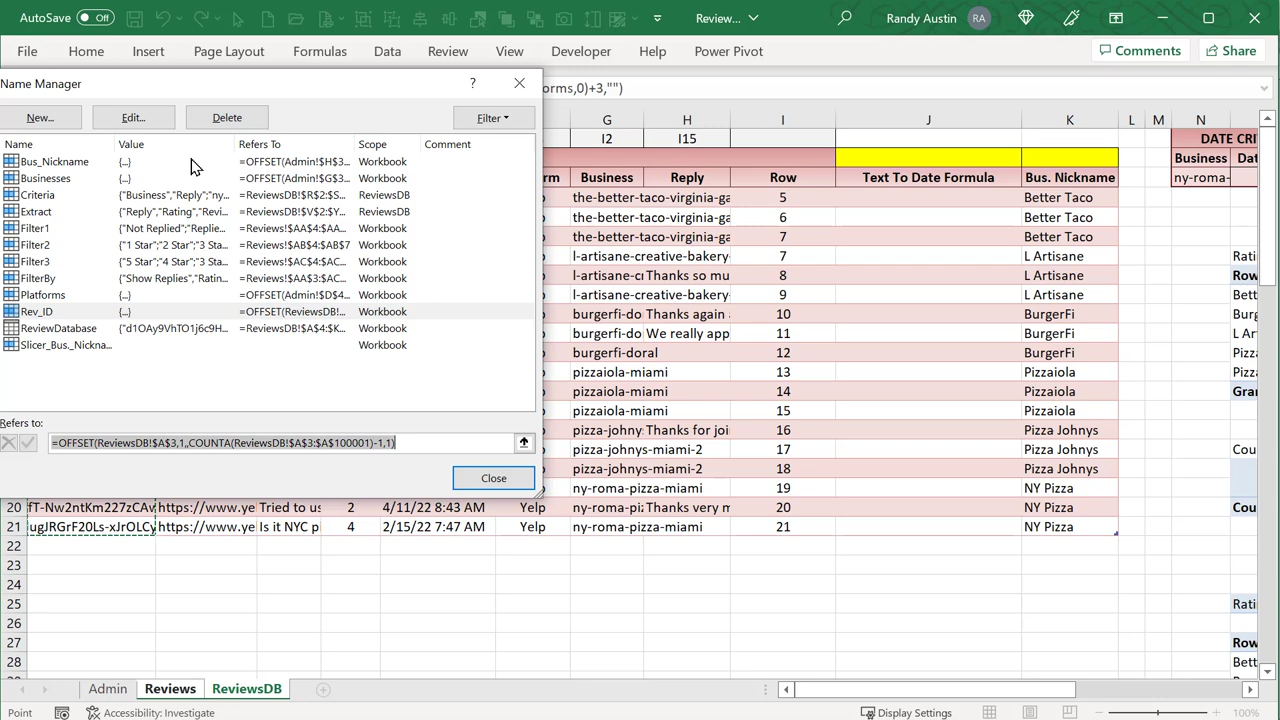 AutoSave Off Review... Randy Austin RA
File Home Insert Page Layout Formulas Data Review View Developer Help Power Pivot Comments Share
Name Manager ?
orms,0)+3,"")
New... Edit... Delete Filter
G H I J K L M N
I2 I15 DATE CRI
Name Value Refers To Scope Comment
Bus_Nickname {...} =OFFSET(Admin!$H$3... Workbook
Businesses {...} =OFFSET(Admin!$G$3... Workbook
Criteria {"Business","Reply";"ny... =ReviewsDB!$R$2:$S... ReviewsDB
Extract {"Reply","Rating","Revi... =ReviewsDB!$V$2:$Y... ReviewsDB
Filter1 {"Not Replied";"Replie... =Reviews!$AA$4:$AA... Workbook
Filter2 {"1 Star";"2 Star";"3 Sta... =Reviews!$AB$4:$AB$7 Workbook
Filter3 {"5 Star";"4 Star";"3 Sta... =Reviews!$AC$4:$AC... Workbook
FilterBy {"Show Replies","Ratin... =Reviews!$AA$3:$AC... Workbook
Platforms {...} =OFFSET(Admin!$D$4... Workbook
Rev_ID {...} =OFFSET(ReviewsDB!... Workbook
ReviewDatabase {"d1OAy9VhTO1j6c9H... =ReviewsDB!$A$4:$K... Workbook
Slicer_Bus._Nickna... Workbook
Refers to:
=OFFSET(ReviewsDB!$A$3,1,,COUNTA(ReviewsDB!$A$3:$A$100001)-1,1)
Close
Business Dat
rm Business Reply Row Text To Date Formula Bus. Nickname ny-roma-
the-better-taco-virginia-ga 5 Better Taco
the-better-taco-virginia-ga 6 Better Taco
the-better-taco-virginia-ga 7 Better Taco
l-artisane-creative-bakery- 7 L Artisane Ratin
l-artisane-ci Thanks so mu 8 L Artisane Row
l-artisane-creative-bakery- 9 L Artisane Bett
burgerfi-do Thanks again 10 BurgerFi Burg
burgerfi-do We really app 11 BurgerFi L Ar
burgerfi-doral 12 BurgerFi Pizz
pizzaiola-miami 13 Pizzaiola Pizz
pizzaiola-miami 14 Pizzaiola Gran
pizzaiola-miami 15 Pizzaiola
pizza-johny Thanks for joi 16 Pizza Johnys
pizza-johnys-miami-2 17 Pizza Johnys Cou
pizza-johnys-miami-2 18 Pizza Johnys
ny-roma-pizza-miami 19 NY Pizza
20 fT-Nw2ntKm227zCAv https://www.ye Tried to us 2 4/11/22 8:43 AM Yelp ny-roma-pi Thanks very m 20 NY Pizza Cou
21 ugJRGrF20Ls-xJrOLCy https://www.ye Is it NYC p 4 2/15/22 7:47 AM Yelp ny-roma-pizza-miami 21 NY Pizza
22
23
24
25 Ratin
26
27 Row
28 Bett
Admin Reviews ReviewsDB
Point Accessibility: Investigate Display Settings 100%